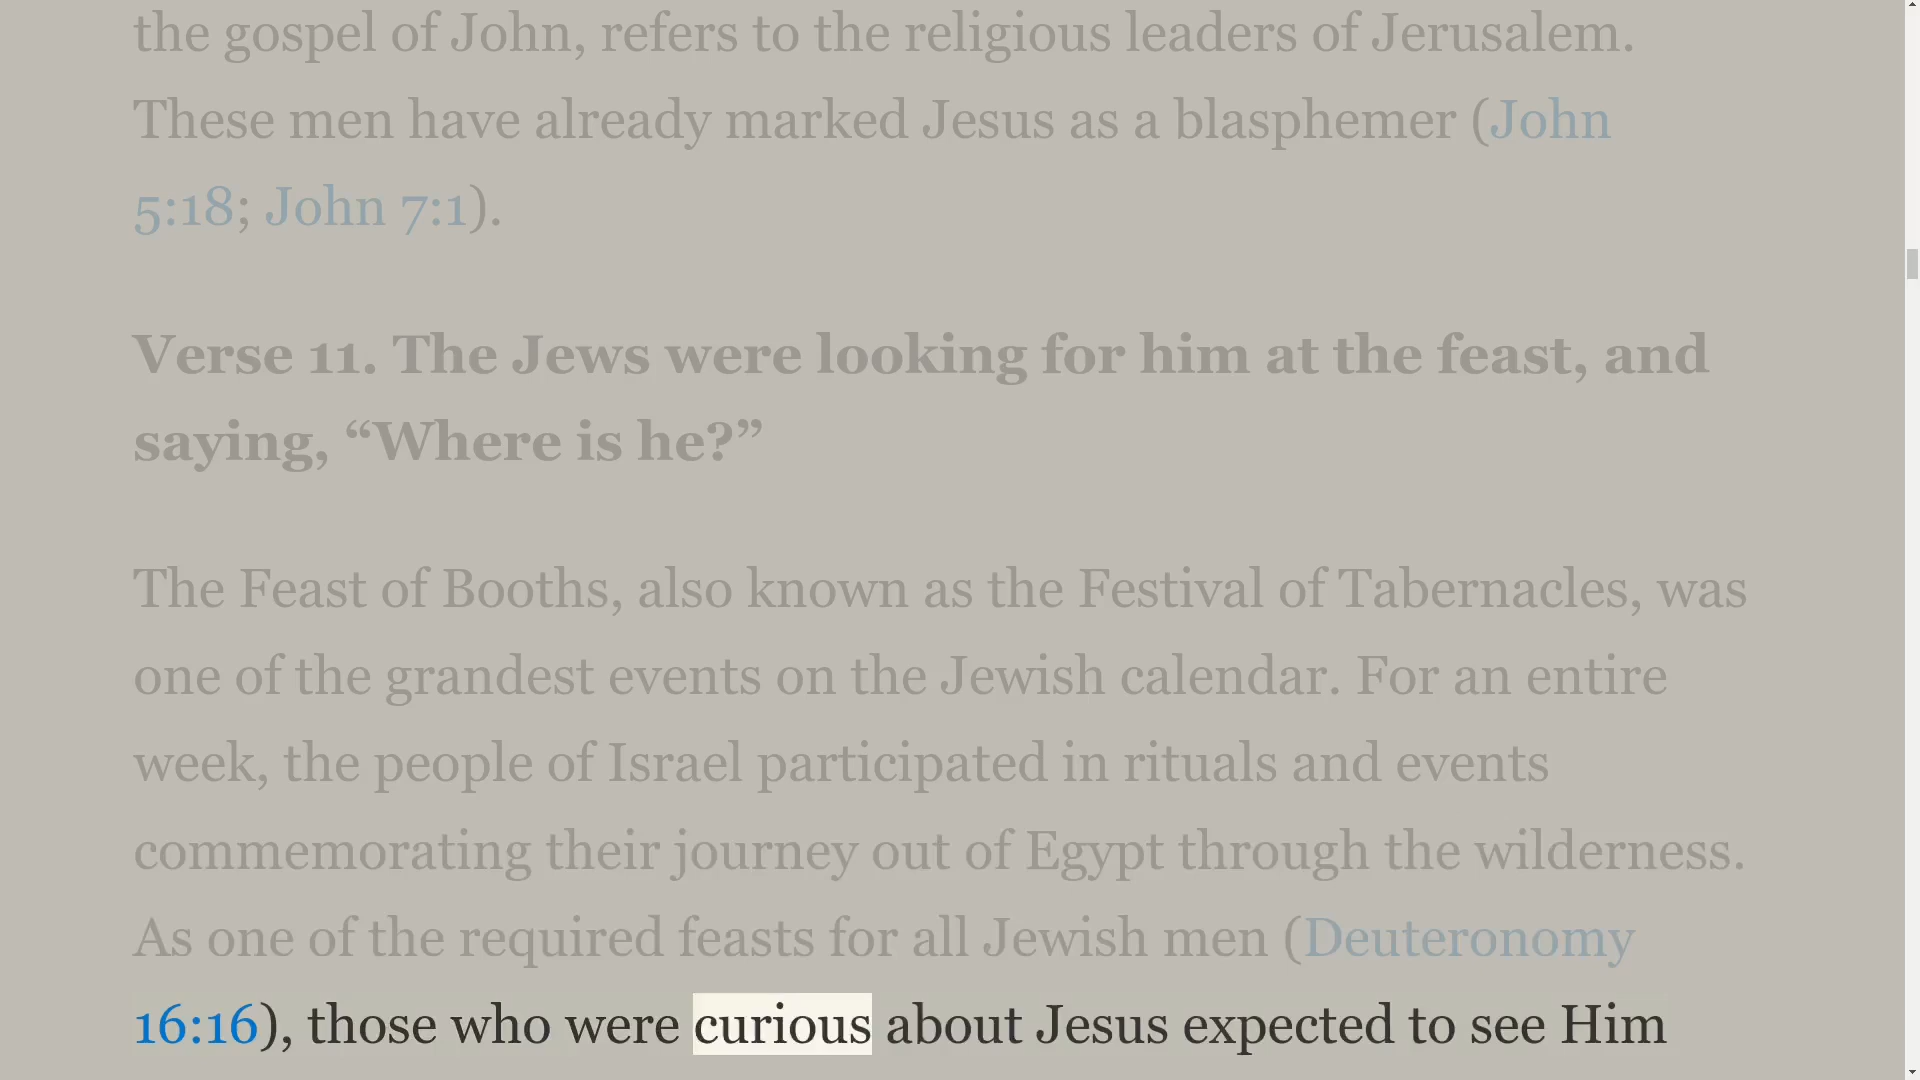 the gospel of John, refers to the religious leaders of Jerusalem.
These men have already marked Jesus as a blasphemer (John
5:18; John 7:1).
Verse 11. The Jews were looking for him at the feast, and
saying, “Where is he?”
The Feast of Booths, also known as the Festival of Tabernacles, was
one of the grandest events on the Jewish calendar. For an entire
week, the people of Israel participated in rituals and events
commemorating their journey out of Egypt through the wilderness.
As one of the required feasts for all Jewish men (Deuteronomy
16:16), those who were curious about Jesus expected to see Him